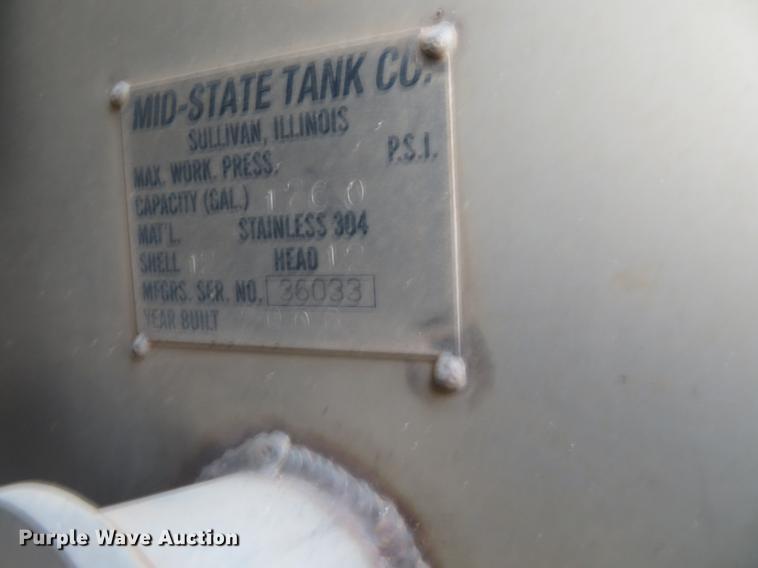 MID-STATE TANK CO.
SULLIVAN, ILLINOIS
MAX. WORK. PRESS. P.S.I.
CAPACITY (GAL.)
MAT'L. STAINLESS 304
SHELL HEAD
MFGRS. SER. NO. 36033
YEAR BUILT
Purple Wave Auction